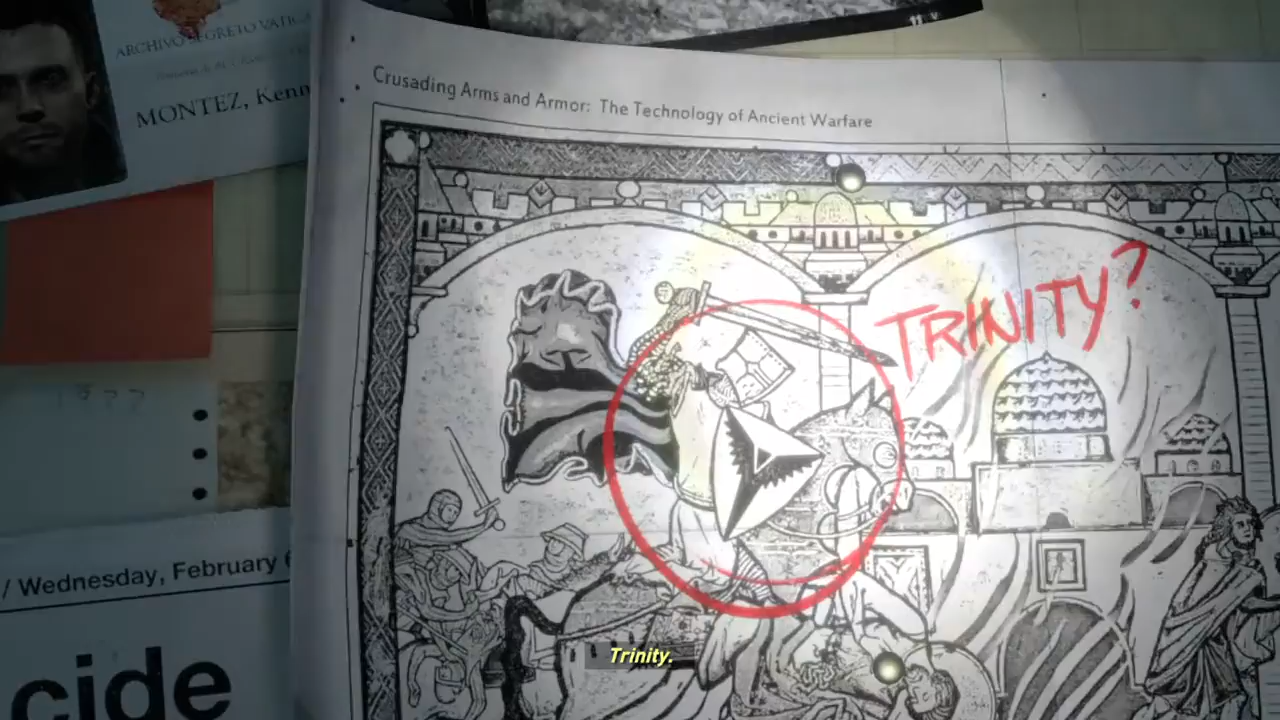 ARCHIVO SEGRETO VATIC
MONTEZ, Kenn
Crusading Arms and Armor: The Technology of Ancient Warfare
TRINITY?
/ Wednesday, February 6
cide
Trinity.